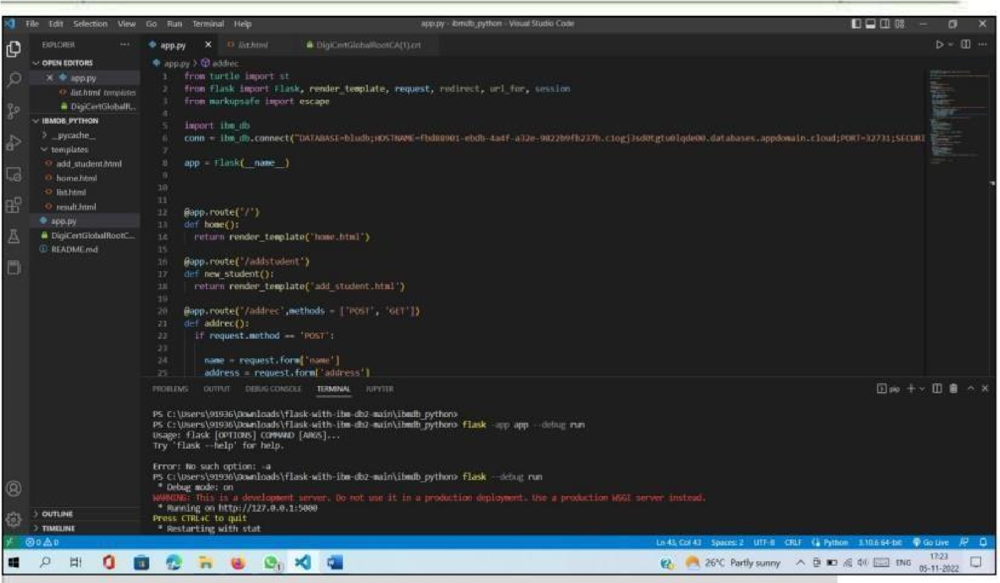 File Edit Selection View Go Run Terminal Help
app.py - ibmdb_python - Visual Studio Code
EXPLORER
app.py
list.html
DigiCertGlobalRootCA(1).crt
OPEN EDITORS
app.py > addrec
app.py
list.html templates
DigiCertGlobalR...
IBMDB_PYTHON
__pycache__
templates
add_student.html
home.html
list.html
result.html
app.py
DigiCertGlobalRootC...
README.md
OUTLINE
TIMELINE
1 from turtle import st
2 from flask import Flask, render_template, request, redirect, url_for, session
3 from markupsafe import escape
4
5 import ibm_db
6 conn = ibm_db.connect("DATABASE=bludb;HOSTNAME=fbd88901-ebdb-4a4f-a32e-9822b9fb237b.c1ogj3sd0tgtu0lqde00.databases.appdomain.cloud;PORT=32731;SECURI
7
8 app = Flask(__name__)
9
10
11
12 @app.route('/')
13 def home():
14 return render_template('home.html')
15
16 @app.route('/addstudent')
17 def new_student():
18 return render_template('add_student.html')
19
20 @app.route('/addrec',methods = ['POST', 'GET'])
21 def addrec():
22 if request.method == 'POST':
23
24 name = request.form['name']
25 address = request.form['address']
PROBLEMS OUTPUT DEBUG CONSOLE TERMINAL JUPYTER
pip
PS C:\Users\91936\Downloads\flask-with-ibm-db2-main\ibmdb_python>
PS C:\Users\91936\Downloads\flask-with-ibm-db2-main\ibmdb_python> flask -app app --debug run
Usage: flask [OPTIONS] COMMAND [ARGS]...
Try 'flask --help' for help.
Error: No such option: -a
PS C:\Users\91936\Downloads\flask-with-ibm-db2-main\ibmdb_python> flask --debug run
* Debug mode: on
WARNING: This is a development server. Do not use it in a production deployment. Use a production WSGI server instead.
* Running on http://127.0.0.1:5000
Press CTRL+C to quit
* Restarting with stat
0 0
Ln 43, Col 43 Spaces: 2 UTF-8 CRLF Python 3.10.6 64-bit Go Live
26°C Partly sunny ENG 17:23
05-11-2022